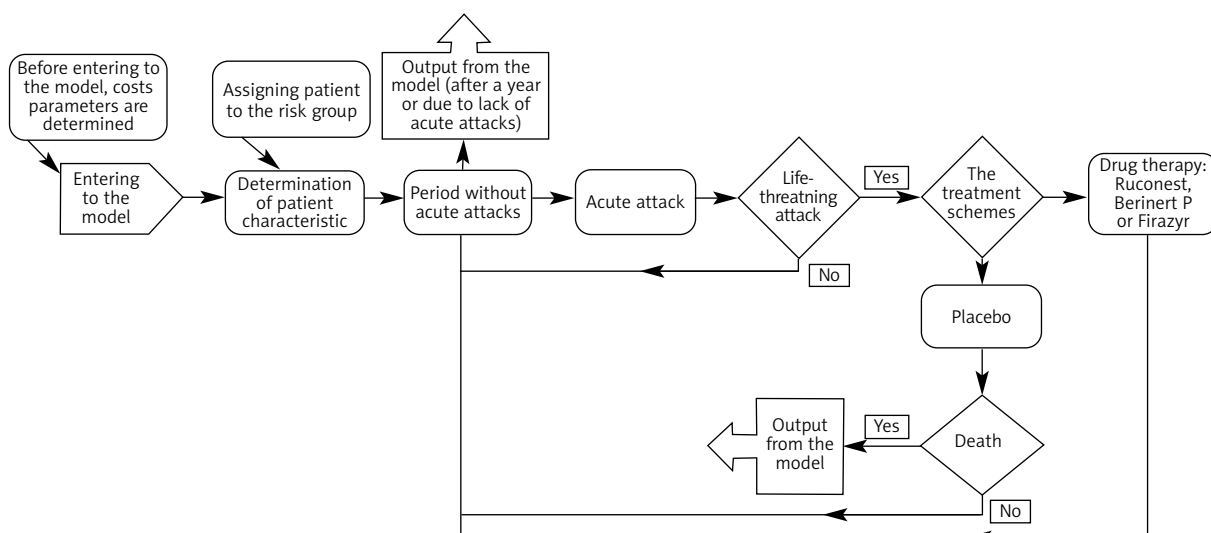 Before entering to
the model, costs
parameters are
determined
Assigning patient
to the risk group
Output from the
model (after a year
or due to lack of
acute attacks)
Entering
to the
model
Determination
of patient
characteristic
Period without
acute attacks
Acute attack
Life-
threatning
attack
Yes
The
treatment
schemes
Drug therapy:
Ruconest,
Berinert P
or Firazyr
No
Placebo
Death
Yes
Output
from the
model
No